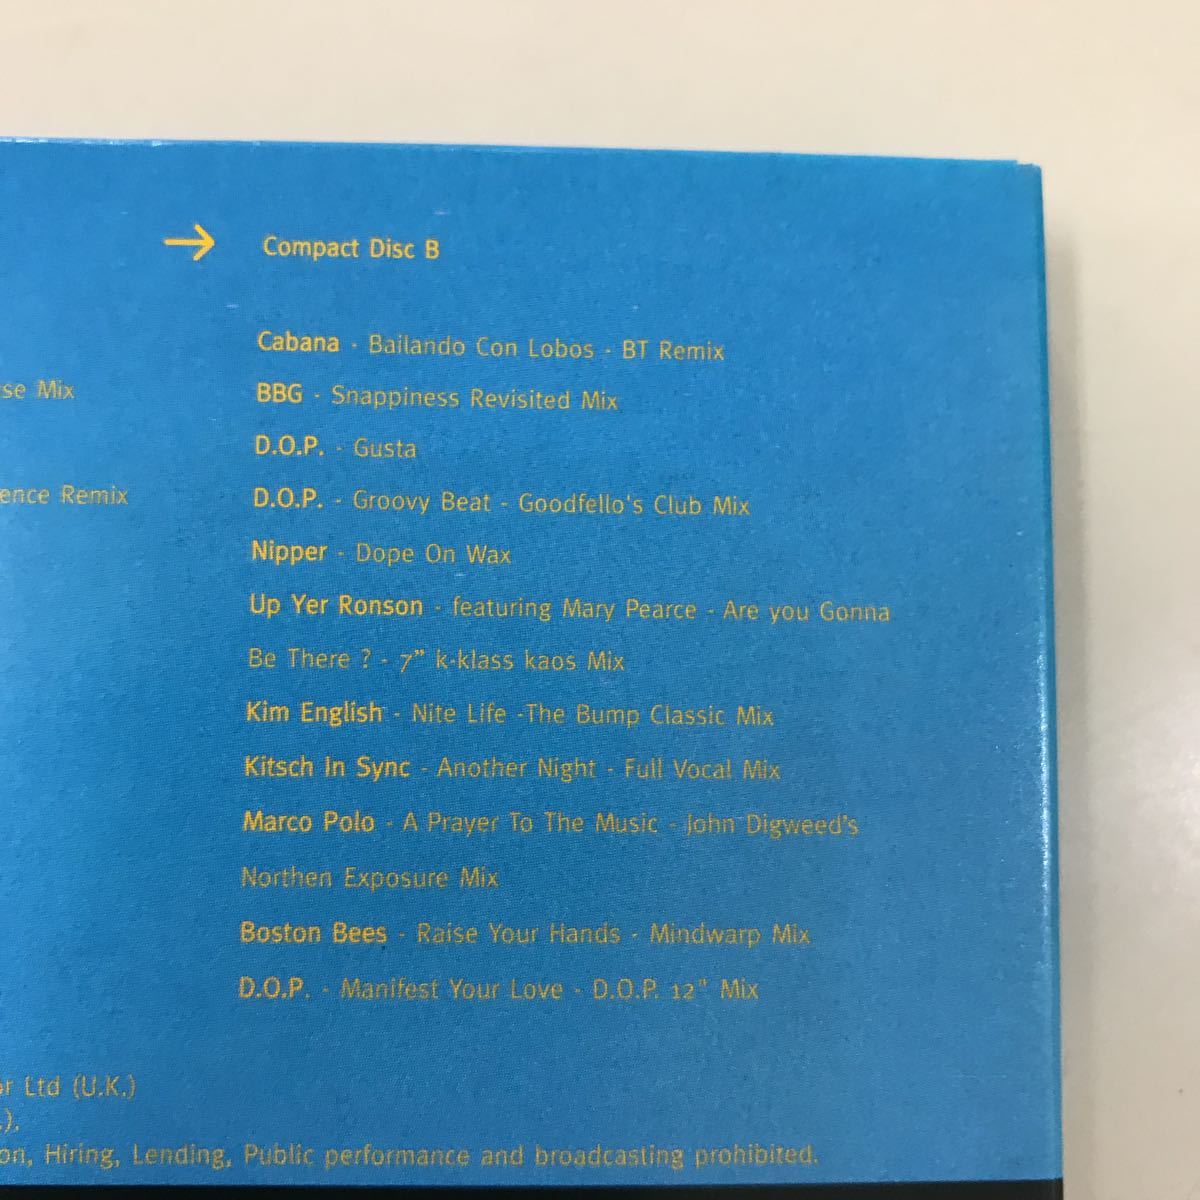 → Compact Disc B
Cabana - Bailando Con Lobos - BT Remix
BBG - Snappiness Revisited Mix
D.O.P. - Gusta
D.O.P. - Groovy Beat - Goodfello's Club Mix
Nipper - Dope On Wax
Up Yer Ronson - featuring Mary Pearce - Are you Gonna
Be There ? - 7" k-klass kaos Mix
Kim English - Nite Life -The Bump Classic Mix
Kitsch In Sync - Another Night - Full Vocal Mix
Marco Polo - A Prayer To The Music - John Digweed's
Northen Exposure Mix
Boston Bees - Raise Your Hands - Mindwarp Mix
D.O.P. - Manifest Your Love - D.O.P. 12" Mix
se Mix
ence Remix
or Ltd (U.K.)
.).
on, Hiring, Lending, Public performance and broadcasting prohibited.